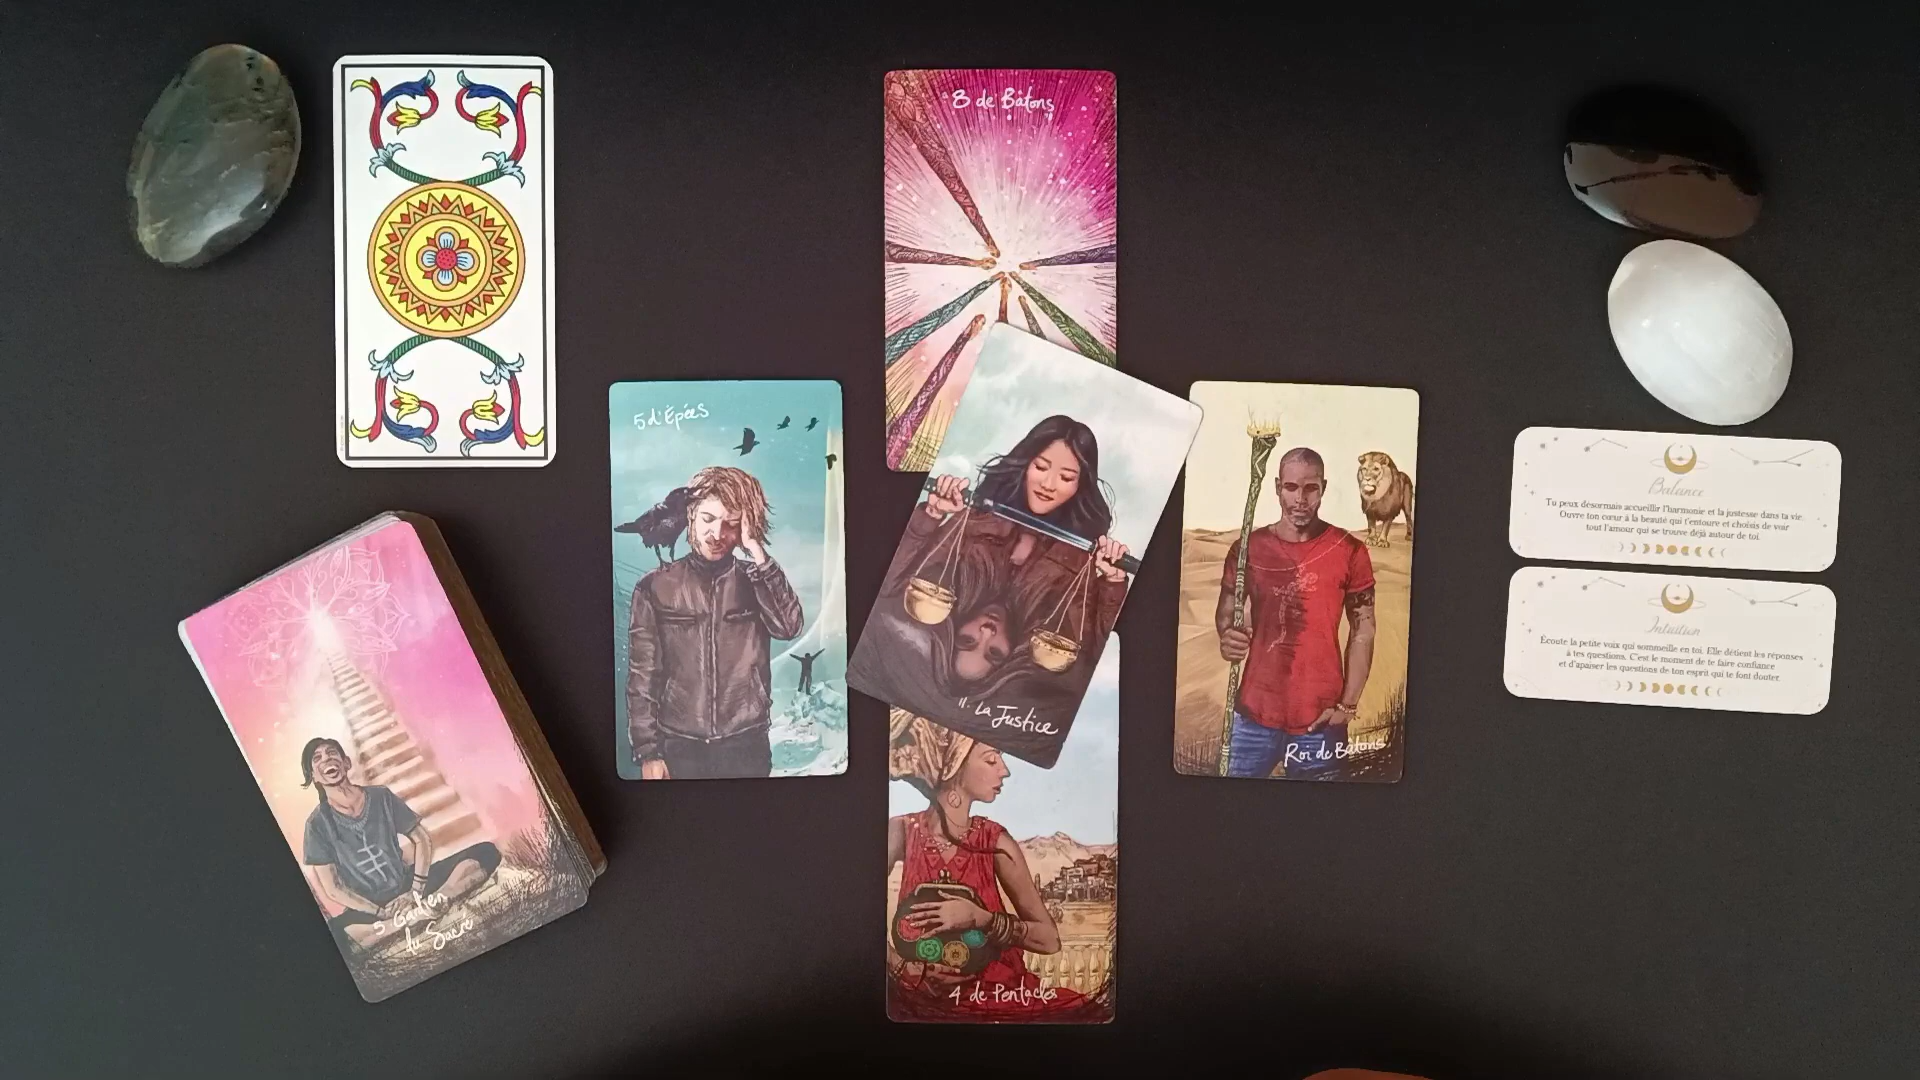 8 de Bâtons
5 d'Épées
11. La Justice
Roi de Bâtons
4 de Pentacles
5. Gardien
du Sacré
Balance
Tu peux désormais accueillir l'harmonie et la justesse dans ta vie.
Ouvre ton cœur à la beauté qui t'entoure et choisis de voir
tout l'amour qui se trouve déjà autour de toi.
Intuition
Écoute la petite voix qui sommeille en toi. Elle détient les réponses
à tes questions. C'est le moment de te faire confiance
et d'apaiser les questions de ton esprit qui te font douter.